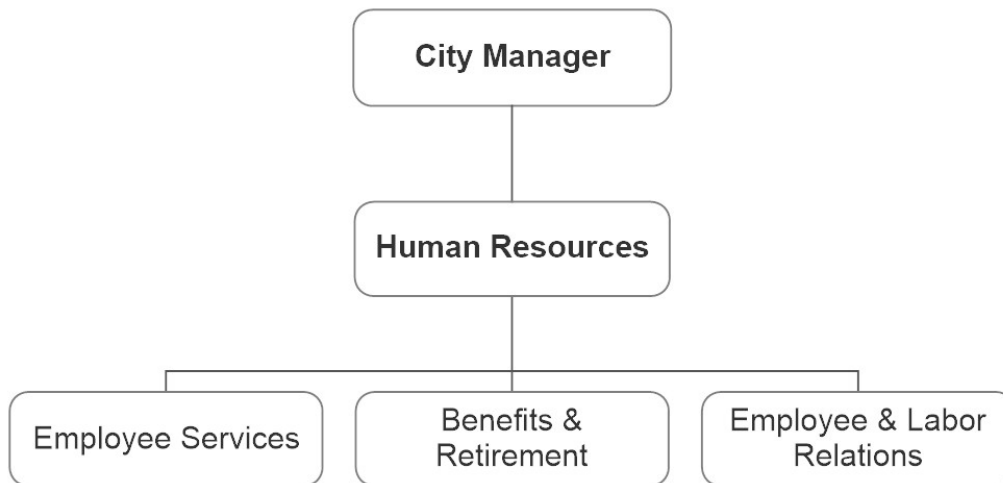 City Manager
Human Resources
Employee Services
Benefits &
Retirement
Employee & Labor
Relations